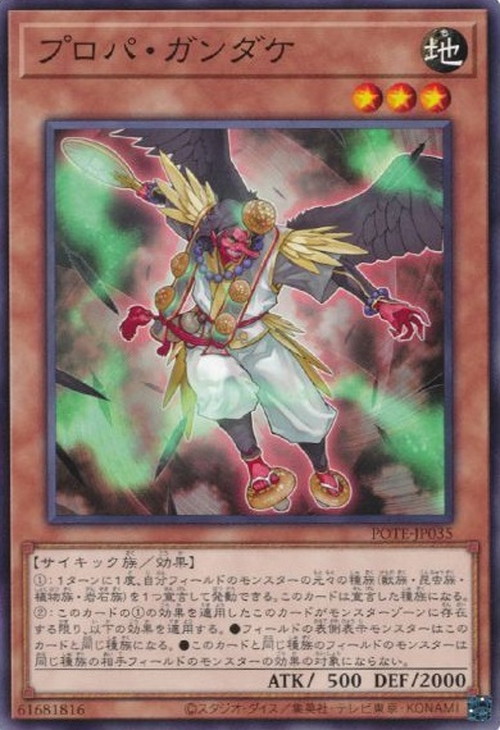 プロパ・ガンダケ
地
POTE-JP035
【サイキック族/効果】
①:1ターンに1度、自分フィールドのモンスターの元々の種族(獣族・昆虫族・
植物族・岩石族)を1つ宣言して発動できる。このカードは宣言した種族になる。
②:このカードの①の効果を適用したこのカードがモンスターゾーンに存在す
る限り、以下の効果を適用する。●フィールドの表側表示モンスターはこの
カードと同じ種族になる。●このカードと同じ種族のフィールドのモンスターは
同じ種族の相手フィールドのモンスターの効果の対象にならない。
ATK/ 500 DEF/2000
61681816
©スタジオ・ダイス/集英社・テレビ東京・KONAMI